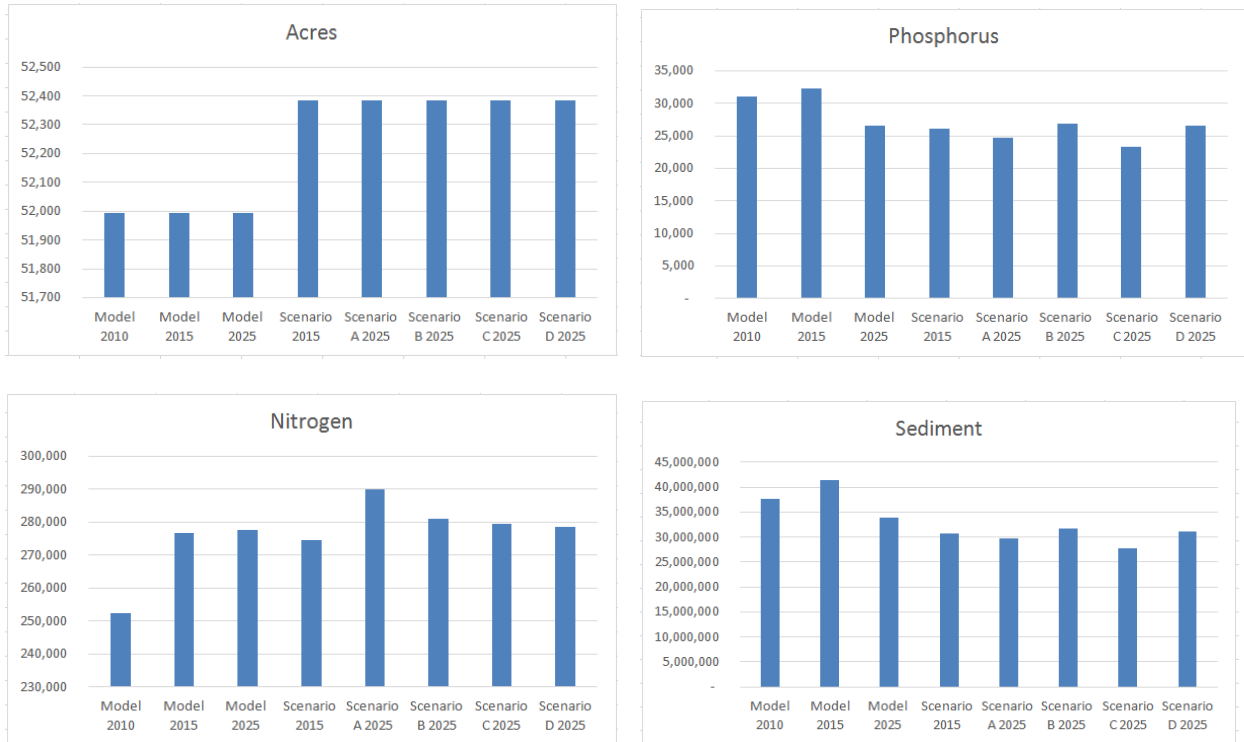 Acres
52,500
52,400
52,300
52,200
52,100
52,000
51,900
51,800
51,700
Model Model Model Scenario Scenario Scenario Scenario Scenario
2010 2015 2025 2015 A 2025 B 2025 C 2025 D 2025
Phosphorus
35,000
30,000
25,000
20,000
15,000
10,000
5,000
-
Model Model Model Scenario Scenario Scenario Scenario Scenario
2010 2015 2025 2015 A 2025 B 2025 C 2025 D 2025
Nitrogen
300,000
290,000
280,000
270,000
260,000
250,000
240,000
230,000
Model Model Model Scenario Scenario Scenario Scenario Scenario
2010 2015 2025 2015 A 2025 B 2025 C 2025 D 2025
Sediment
45,000,000
40,000,000
35,000,000
30,000,000
25,000,000
20,000,000
15,000,000
10,000,000
5,000,000
-
Model Model Model Scenario Scenario Scenario Scenario Scenario
2010 2015 2025 2015 A 2025 B 2025 C 2025 D 2025